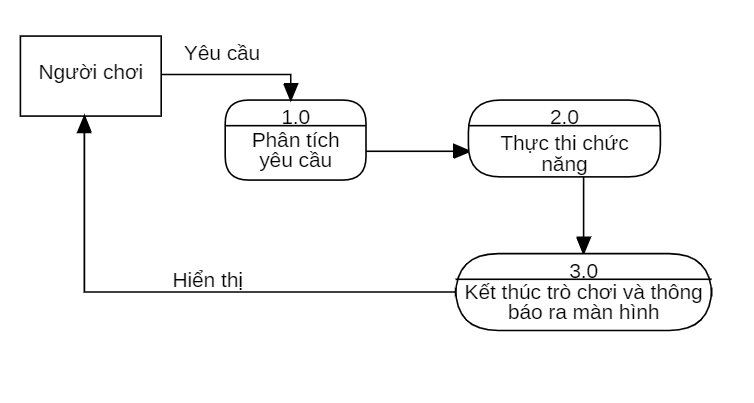 Yêu cầu
Người chơi
1.0
Phân tích
yêu cầu
2.0
Thực thi chức
năng
3.0
Kết thúc trò chơi và thông
báo ra màn hình
Hiển thị